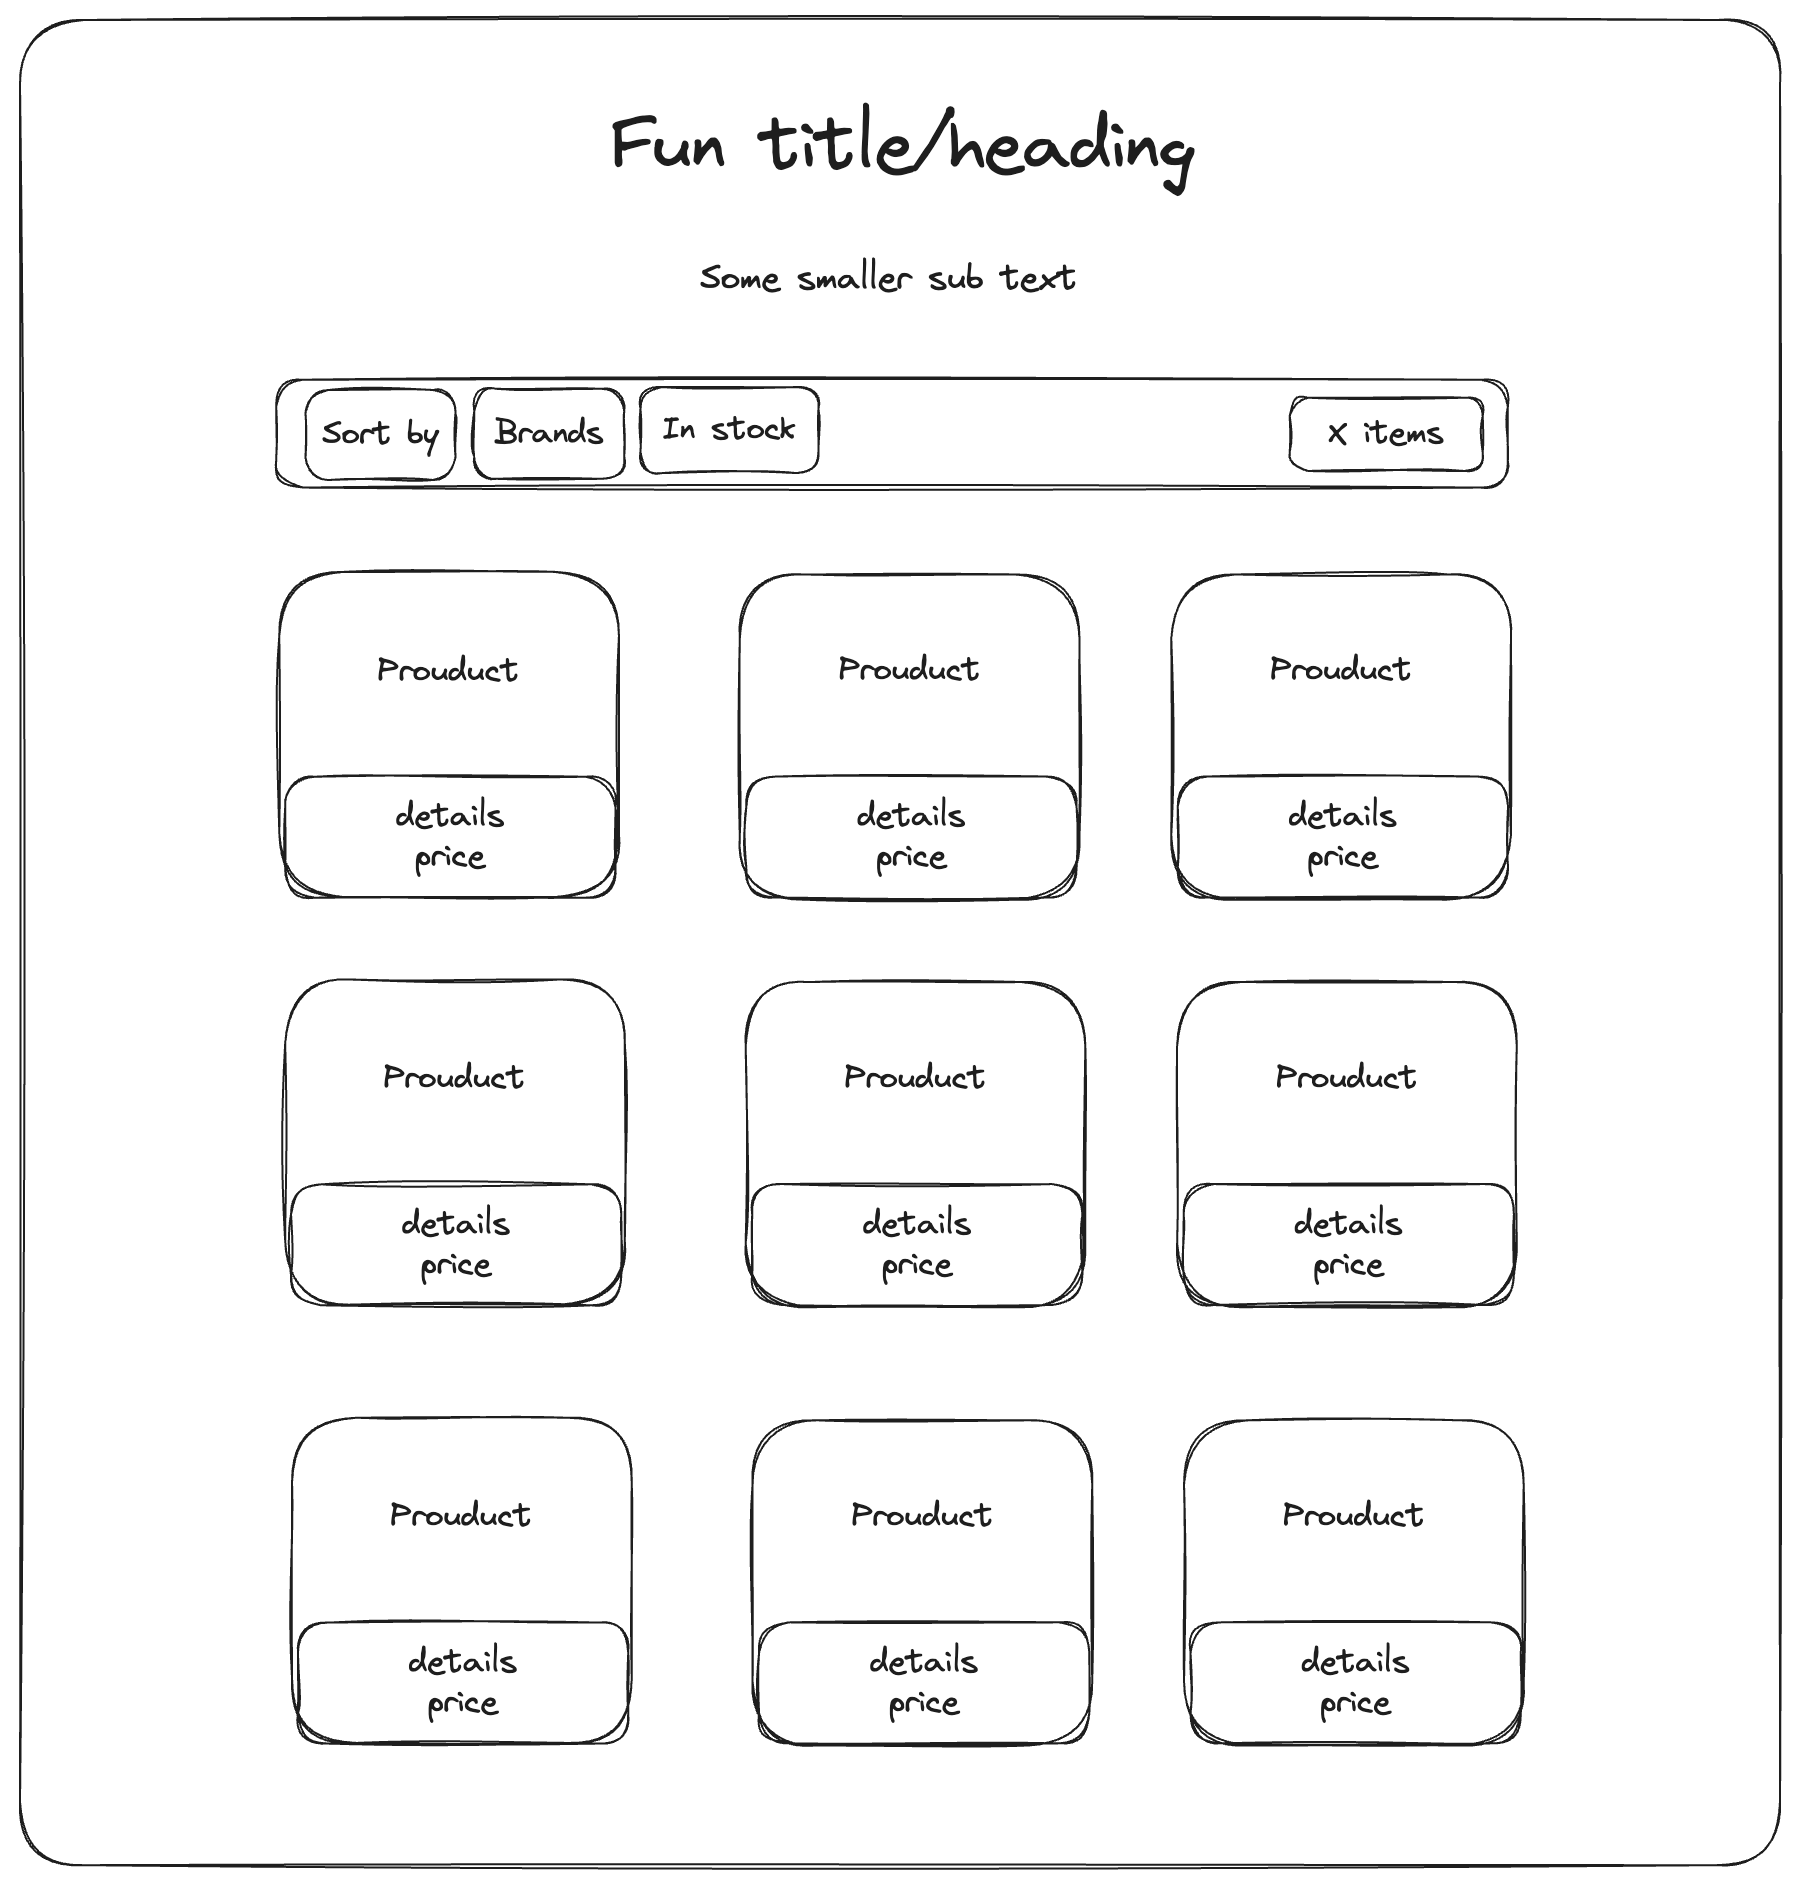 Fun title/heading
Some smaller sub text
Sort by
Brands
In stock
X items
Prouduct
details
price
Prouduct
details
price
Prouduct
details
price
Prouduct
details
price
Prouduct
details
price
Prouduct
details
price
Prouduct
details
price
Prouduct
details
price
Prouduct
details
price